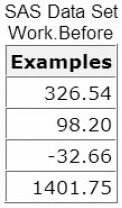 SAS Data Set
Work.Before
Examples
326.54
98.20
-32.66
1401.75